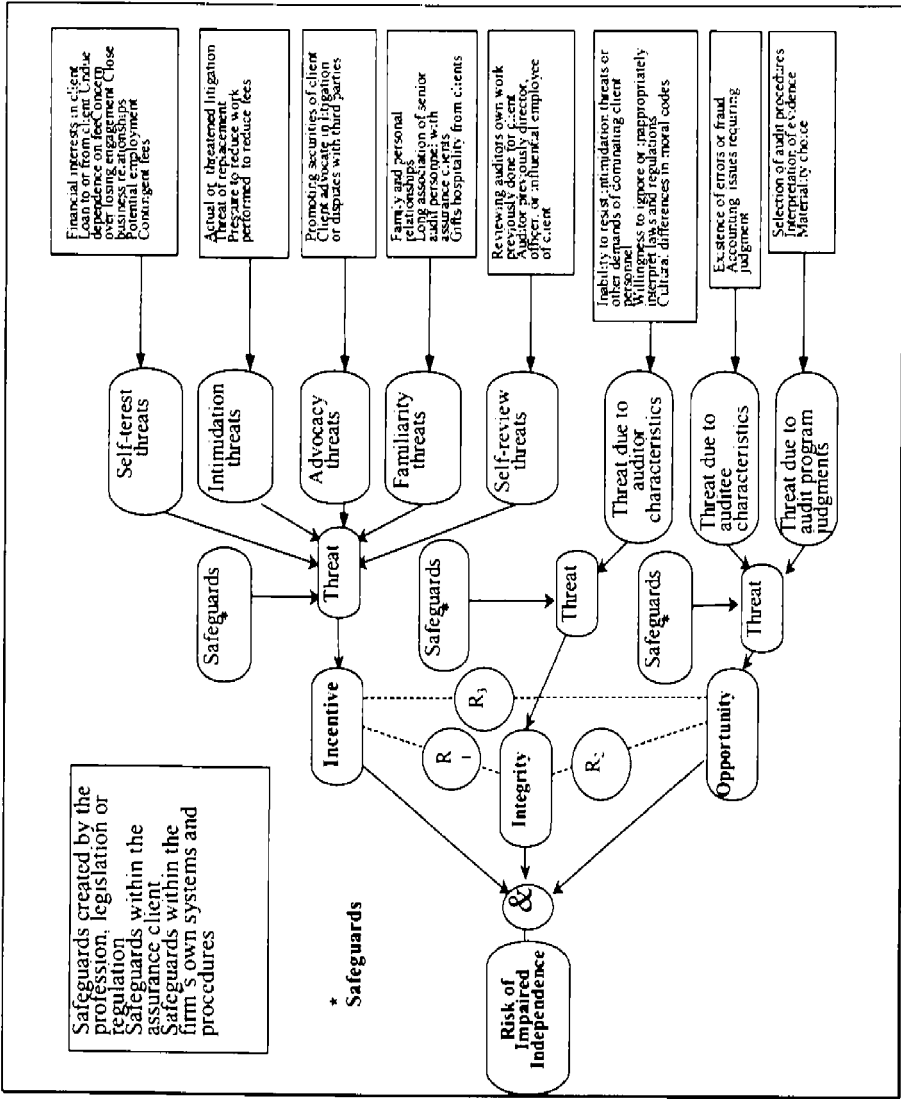 Safeguards created by the
profession, legislation or
regulation
Safeguards within the
assurance client
Safeguards within the
firm s own systems and
procedures
*
Safeguards
Risk of
Impaired
Independence
&
Incentive
Integrity
Opportunity
R
1
R
2
R3
Safeguards
*
Threat
Safeguards
*
Threat
Safeguards
*
Threat
Self-terest
threats
Intimidation
threats
Advocacy
threats
Familiarity
threats
Self-review
threats
Threat due to
auditor
characteristics
Threat due to
auditee
characteristics
Threat due to
audit program
judgments
Financial interests in client
Loan to or from client Undue
dependence on feeConcern
over losing engagement Close
business relationships
Potential employment
Contingent fees
Actual or threatened litigation
Threat of replacement
Pressure to reduce work
performed to reduce fees
Promoting securities of client
Client advocate in litigation
or disputes with third parties
Family and personal
relationships
Long association of senior
audit personnel with
assurance clients
Gifts hospitality from clients
Reviewing auditors own work
previously done for client
Auditor previously director,
officer, or influential employee
of client
Inability to resist intimidation threats or
other demands of dominating client
personnel
Willingness to ignore or inappropriately
interpret laws and regulations
Cultural differences in moral codes
Existence of errors or fraud
Accounting issues requiring
judgment
Selection of audit procedures
Interpretation of evidence
Materiality choice